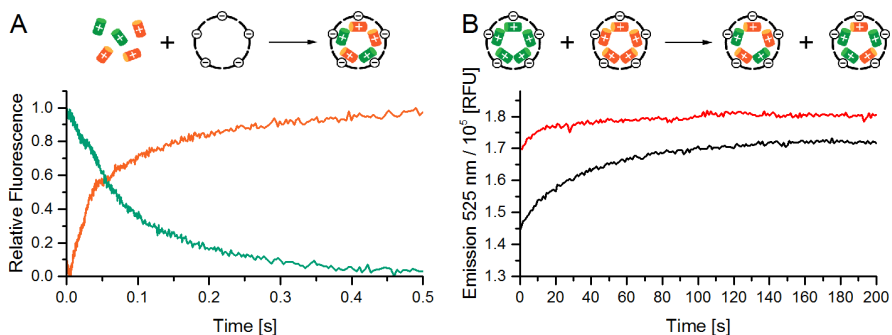 A
B
+ + + + +
+
− − − − −
+ + + + +
− − − − −
+ + + + +
− − − − −
+
+ + + + +
− − − − −
+ + + + +
− − − − −
+
+ + + + +
− − − − −
Relative Fluorescence
1.0
0.8
0.6
0.4
0.2
0.0
0.0 0.1 0.2 0.3 0.4 0.5
Time [s]
Emission 525 nm / 10⁵ [RFU]
1.8
1.7
1.6
1.5
1.4
1.3
0 20 40 60 80 100 120 140 160 180 200
Time [s]